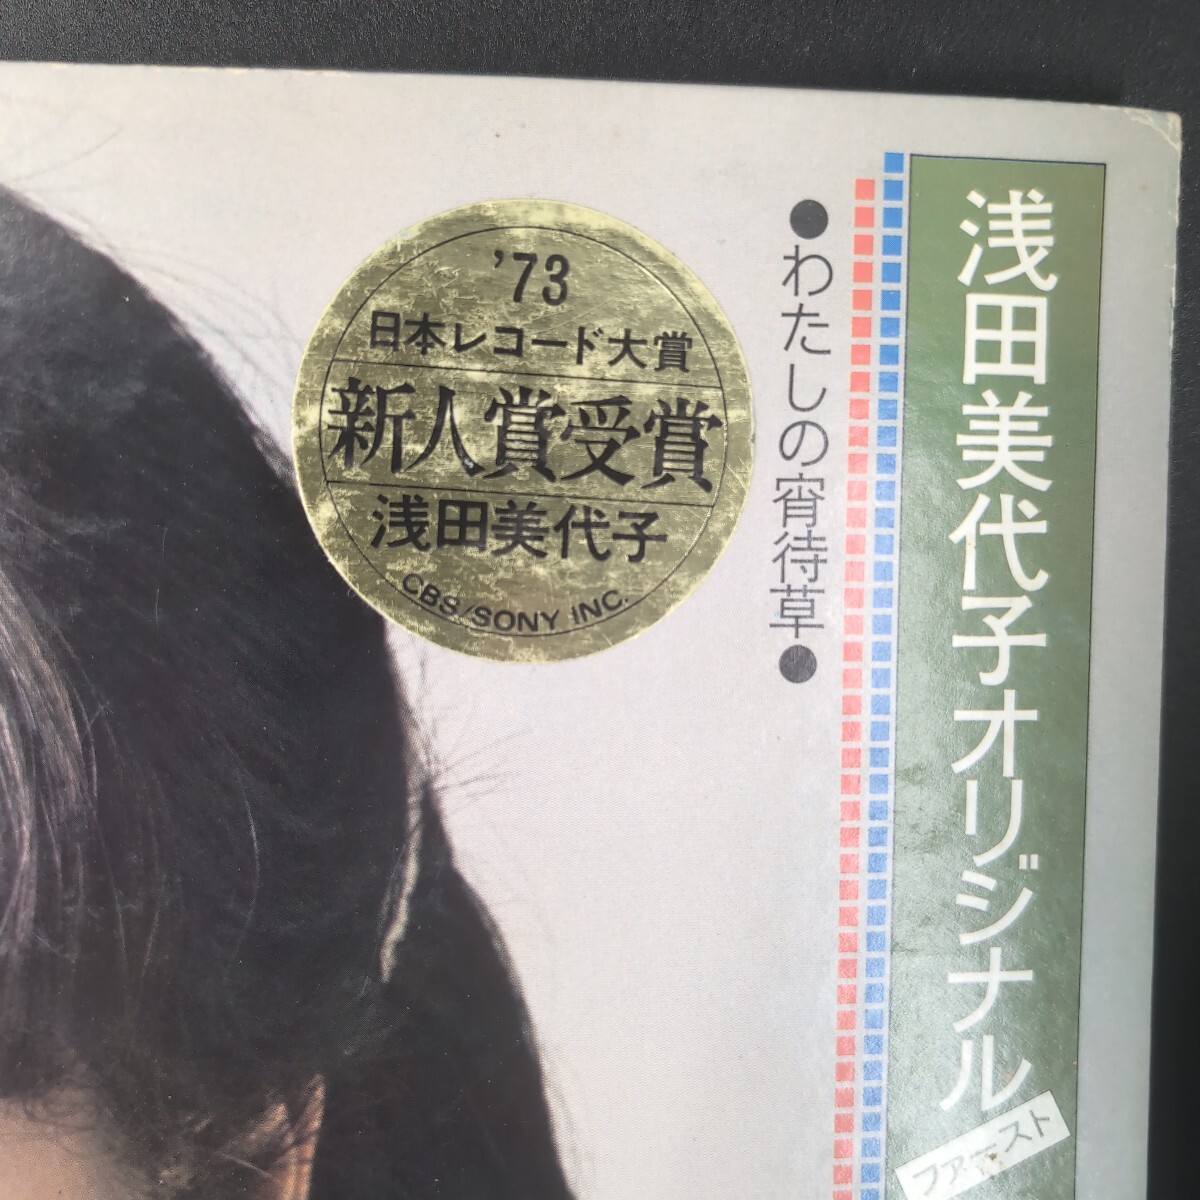 浅田美代子オリジナル
ファースト
●わたしの宵待草●
'73
日本レコード大賞
新人賞受賞
浅田美代子
CBS/SONY INC.